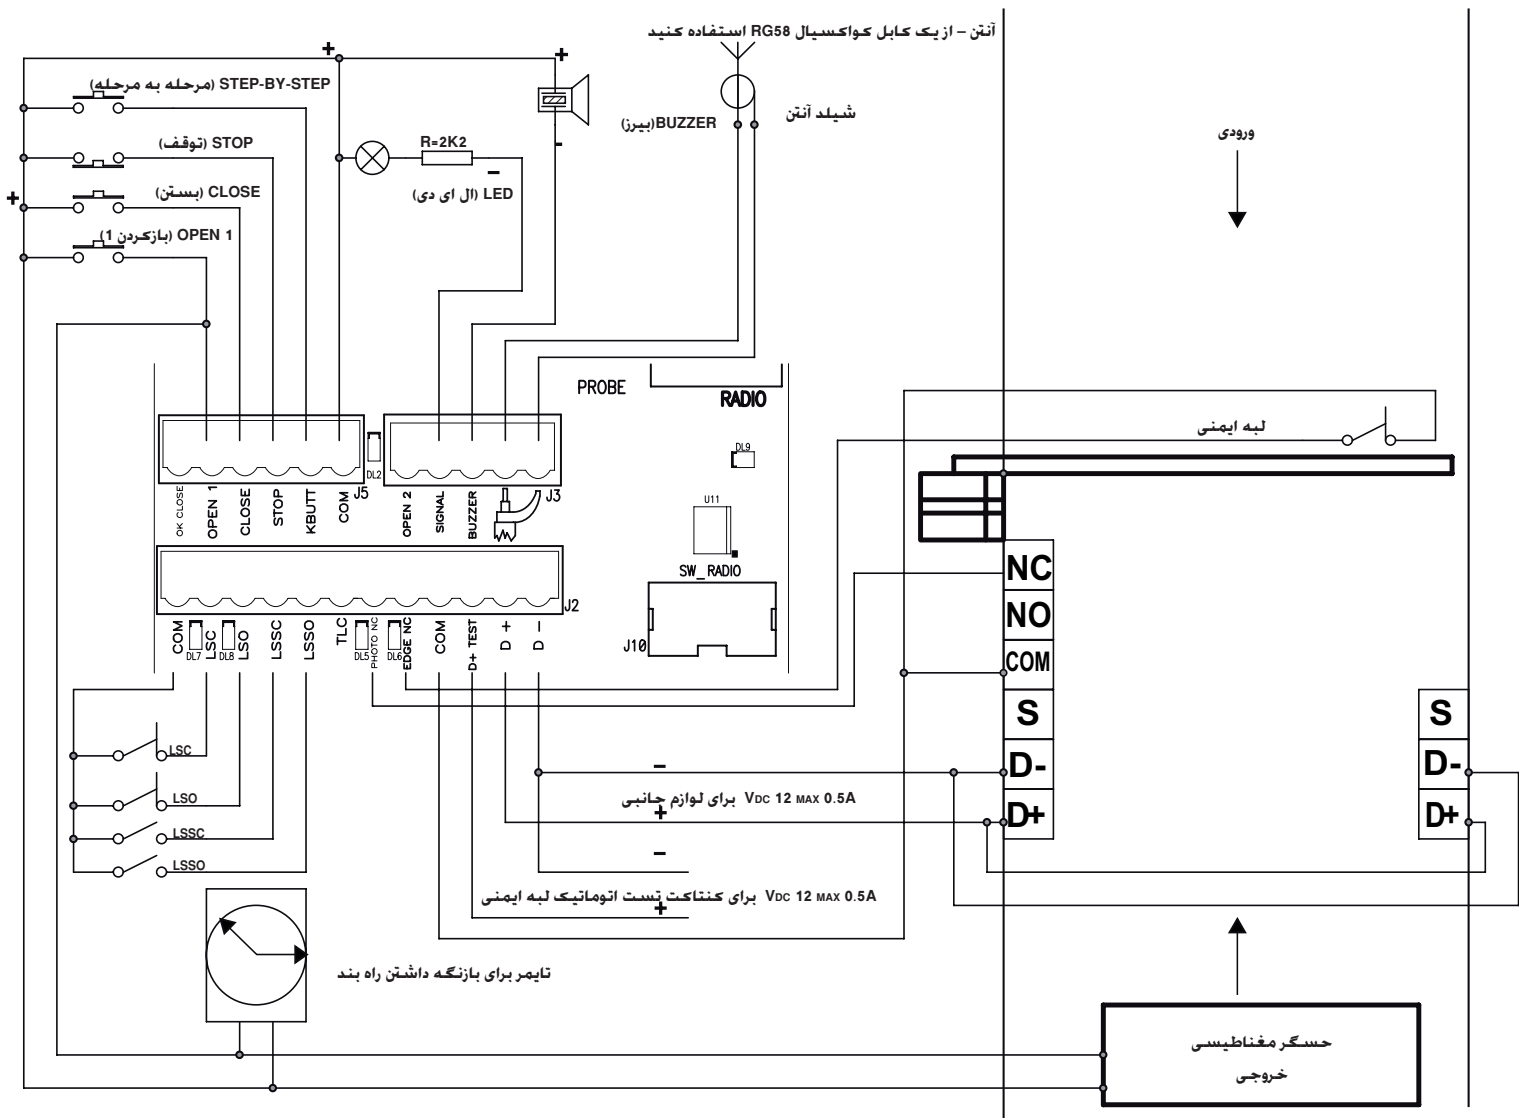 آنتن – از یک کابل کواکسیال RG58 استفاده کنید
+
+
STEP-BY-STEP (مرحله به مرحله)
شیلد آنتن
BUZZER(بیرز)
ورودی
-
STOP (توقف)
R=2K2
–
LED (ال ای دی)
CLOSE (بستن)
+
OPEN 1 (بازکردن 1)
PROBE
RADIO
لبه ایمنی
DL9
DL2
J5
J3
U11
OK CLOSE
OPEN 1
CLOSE
STOP
KBUTT
COM
OPEN 2
SIGNAL
BUZZER
SW_RADIO
J2
J10
COM
DL7
LSC
DL8
LSO
LSSC
LSSO
TLC
DL5
PHOTO NC
DL6
EDGE NC
COM
D+ TEST
D +
D –
NC
NO
COM
S
D-
D+
S
D-
D+
LSC
LSO
LSSC
LSSO
–
VDC 12 MAX 0.5A برای لوازم جانبی
+
–
VDC 12 MAX 0.5A برای کنتاکت تست اتوماتیک لبه ایمنی
+
تایمر برای بازنگه داشتن راه بند
حسگر مغناطیسی
خروجی